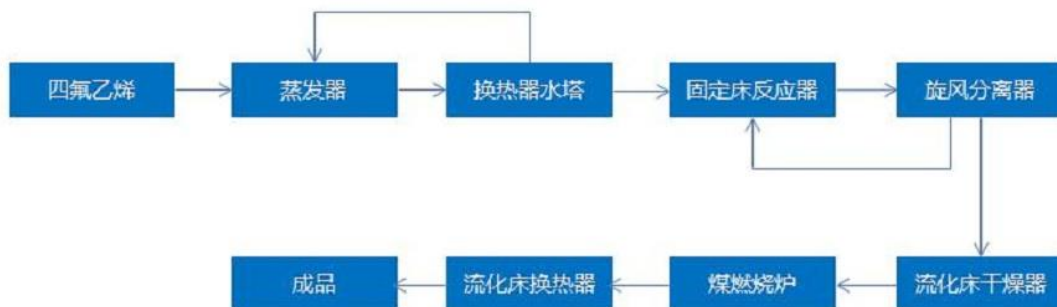 四氟乙烯
蒸发器
换热器水塔
固定床反应器
旋风分离器
成品
流化床换热器
煤燃烧炉
流化床干燥器